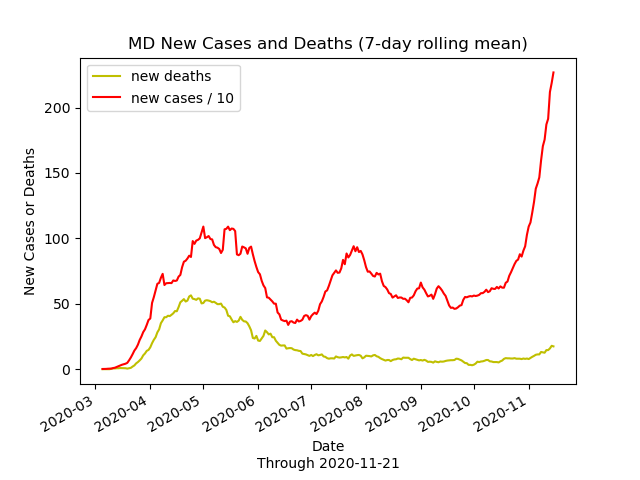 MD New Cases and Deaths (7-day rolling mean)
new deaths
new cases / 10
New Cases or Deaths
200
150
100
50
0
2020-03
2020-04
2020-05
2020-06
2020-07
2020-08
2020-09
2020-10
2020-11
Date
Through 2020-11-21